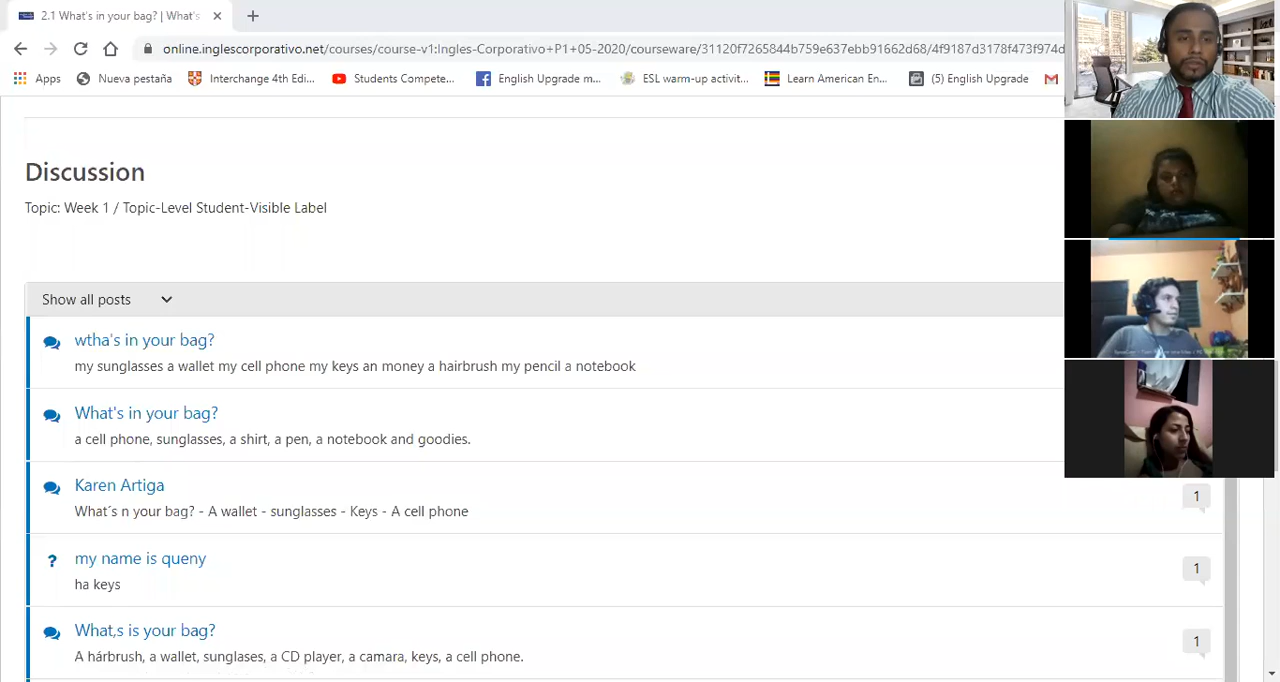 2.1 What's in your bag? | What's
online.inglescorporativo.net/courses/course-v1:Ingles-Corporativo+P1+05-2020/courseware/31120f7265844b759e637ebb91662d68/4f9187d3178f473f974d
Apps Nueva pestaña Interchange 4th Edi... Students Compete... English Upgrade m... ESL warm-up activit... Learn American En... (5) English Upgrade
Discussion
Topic: Week 1 / Topic-Level Student-Visible Label
Show all posts
wtha's in your bag?
my sunglasses a wallet my cell phone my keys an money a hairbrush my pencil a notebook
What's in your bag?
a cell phone, sunglasses, a shirt, a pen, a notebook and goodies.
Karen Artiga
1
What´s n your bag? - A wallet - sunglasses - Keys - A cell phone
? my name is queny
1
ha keys
What,s is your bag?
1
A hárbrush, a wallet, sunglases, a CD player, a camara, keys, a cell phone.